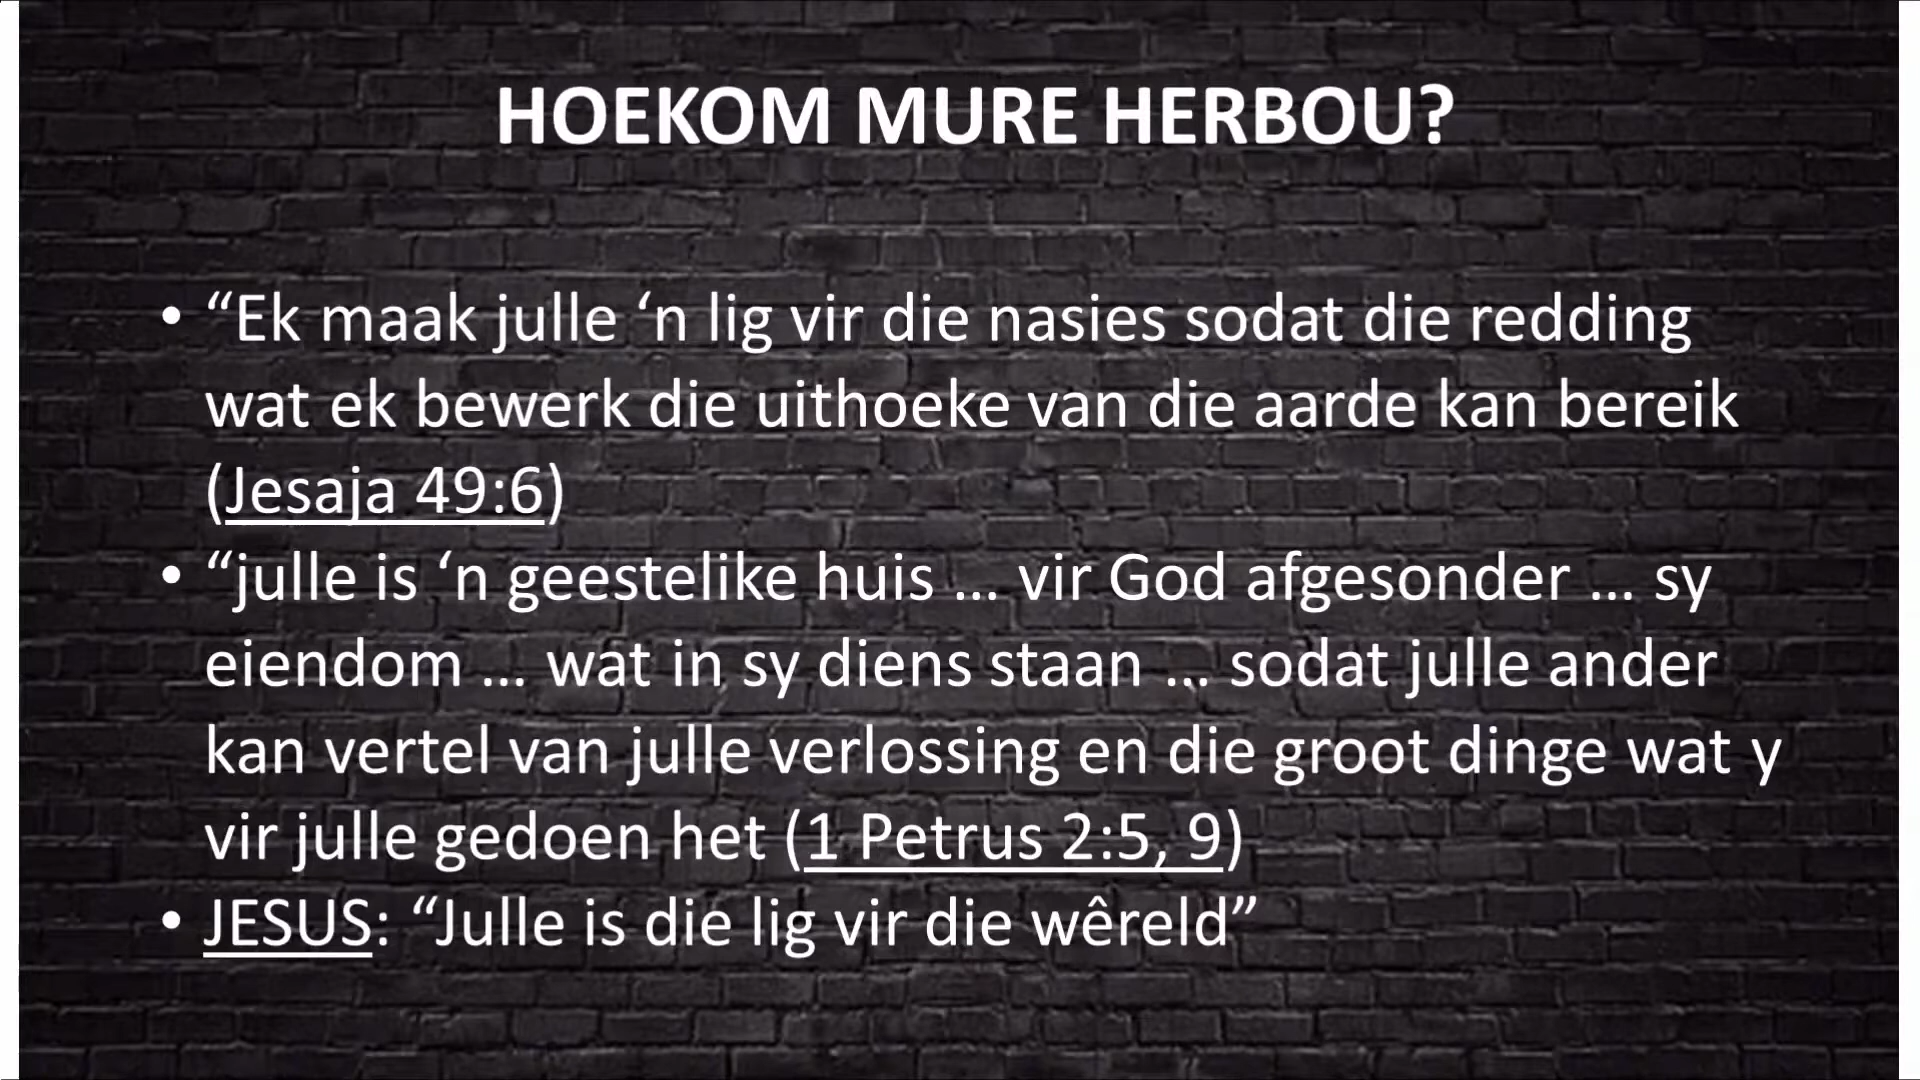 HOEKOM MURE HERBOU?
• “Ek maak julle ‘n lig vir die nasies sodat die redding
wat ek bewerk die uithoeke van die aarde kan bereik
(Jesaja 49:6)
• “julle is ‘n geestelike huis … vir God afgesonder … sy
eiendom … wat in sy diens staan … sodat julle ander
kan vertel van julle verlossing en die groot dinge wat y
vir julle gedoen het (1 Petrus 2:5, 9)
• JESUS: “Julle is die lig vir die wêreld”